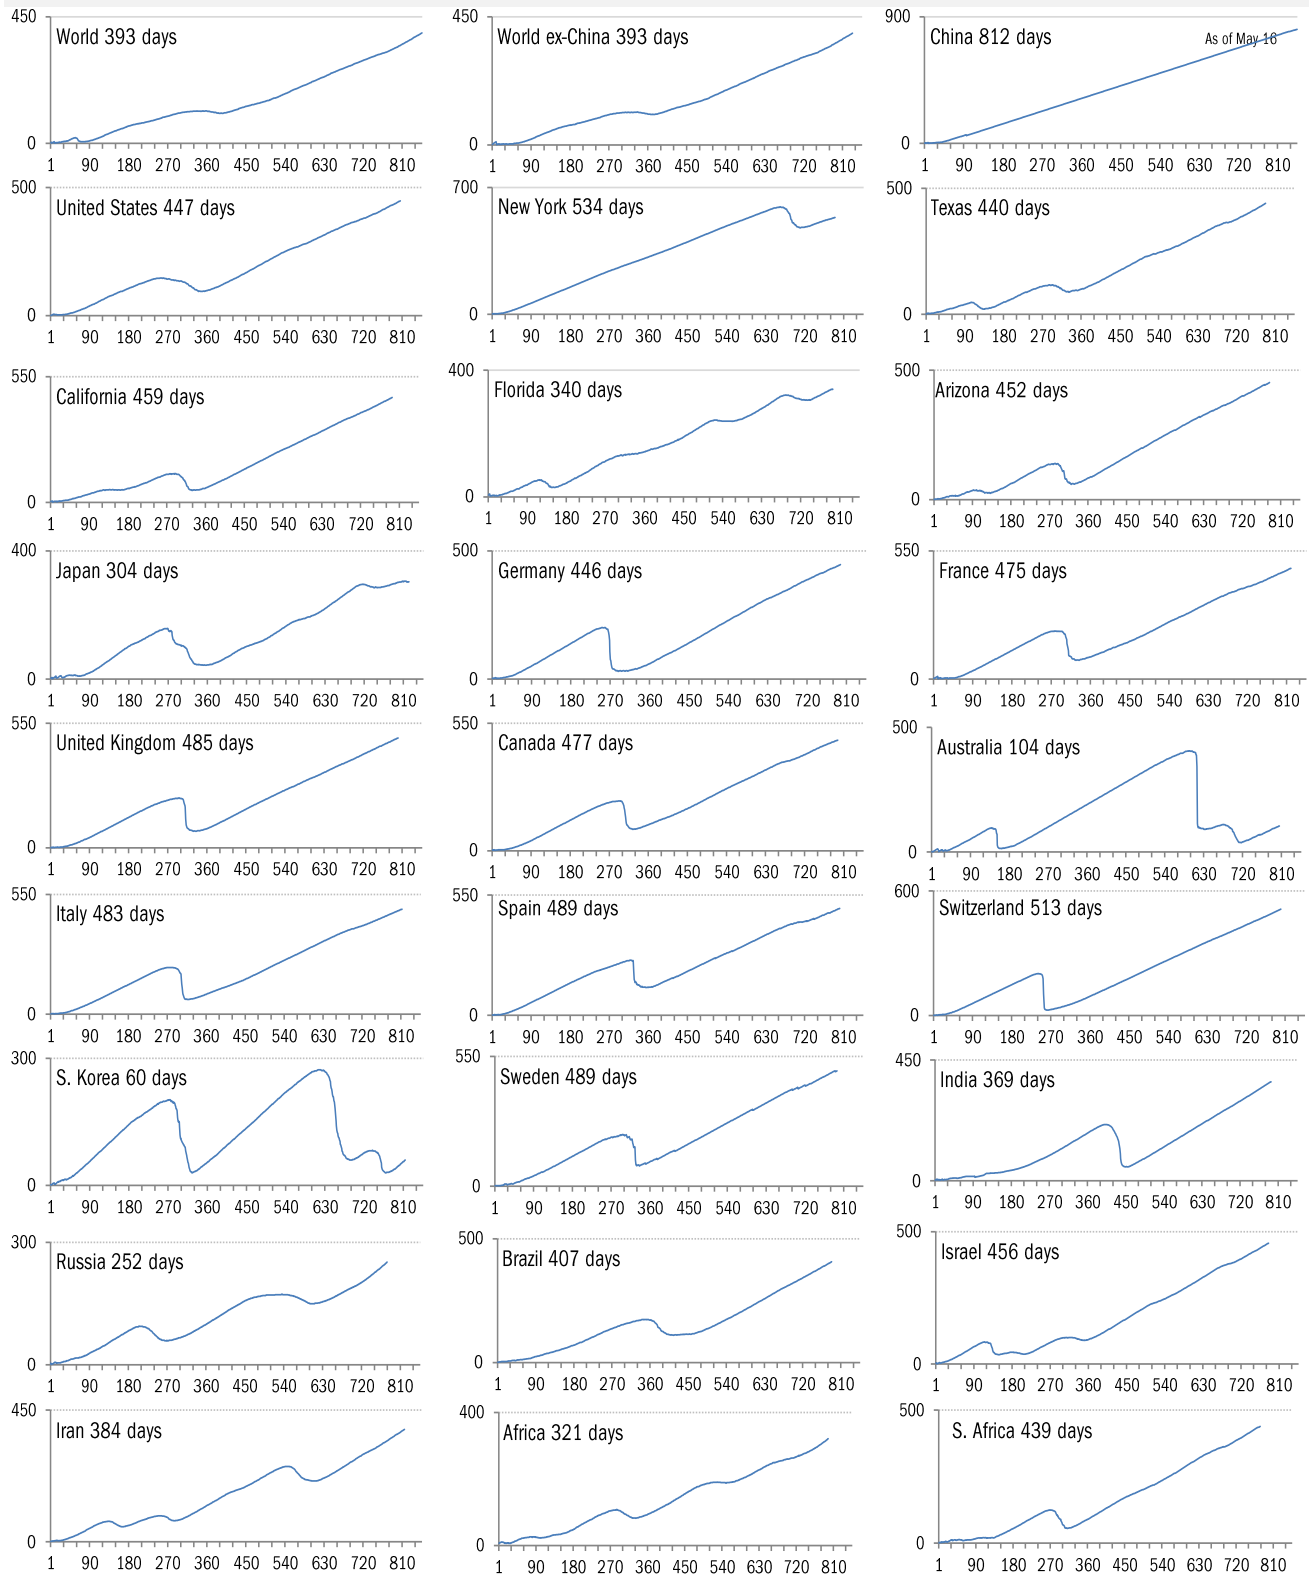 450 450 900
World 393 days World ex-China 393 days China 812 days As of May 16
0 0 0
1 90 180 270 360 450 540 630 720 810 1 90 180 270 360 450 540 630 720 810 1 90 180 270 360 450 540 630 720 810
500 700 500
United States 447 days New York 534 days Texas 440 days
0 0 0
1 90 180 270 360 450 540 630 720 810 1 90 180 270 360 450 540 630 720 810 1 90 180 270 360 450 540 630 720 810
550 400 500
California 459 days Florida 340 days Arizona 452 days
0 0 0
1 90 180 270 360 450 540 630 720 810 1 90 180 270 360 450 540 630 720 810 1 90 180 270 360 450 540 630 720 810
400 500 550
Japan 304 days Germany 446 days France 475 days
0 0 0
1 90 180 270 360 450 540 630 720 810 1 90 180 270 360 450 540 630 720 810 1 90 180 270 360 450 540 630 720 810
550 550 500
United Kingdom 485 days Canada 477 days Australia 104 days
0 0 0
1 90 180 270 360 450 540 630 720 810 1 90 180 270 360 450 540 630 720 810 1 90 180 270 360 450 540 630 720 810
550 550 600
Italy 483 days Spain 489 days Switzerland 513 days
0 0 0
1 90 180 270 360 450 540 630 720 810 1 90 180 270 360 450 540 630 720 810 1 90 180 270 360 450 540 630 720 810
300 550 450
S. Korea 60 days Sweden 489 days India 369 days
0 0 0
1 90 180 270 360 450 540 630 720 810 1 90 180 270 360 450 540 630 720 810 1 90 180 270 360 450 540 630 720 810
300 500 500
Russia 252 days Brazil 407 days Israel 456 days
0 0 0
1 90 180 270 360 450 540 630 720 810 1 90 180 270 360 450 540 630 720 810 1 90 180 270 360 450 540 630 720 810
450 400 500
Iran 384 days Africa 321 days S. Africa 439 days
0 0 0
1 90 180 270 360 450 540 630 720 810 1 90 180 270 360 450 540 630 720 810 1 90 180 270 360 450 540 630 720 810